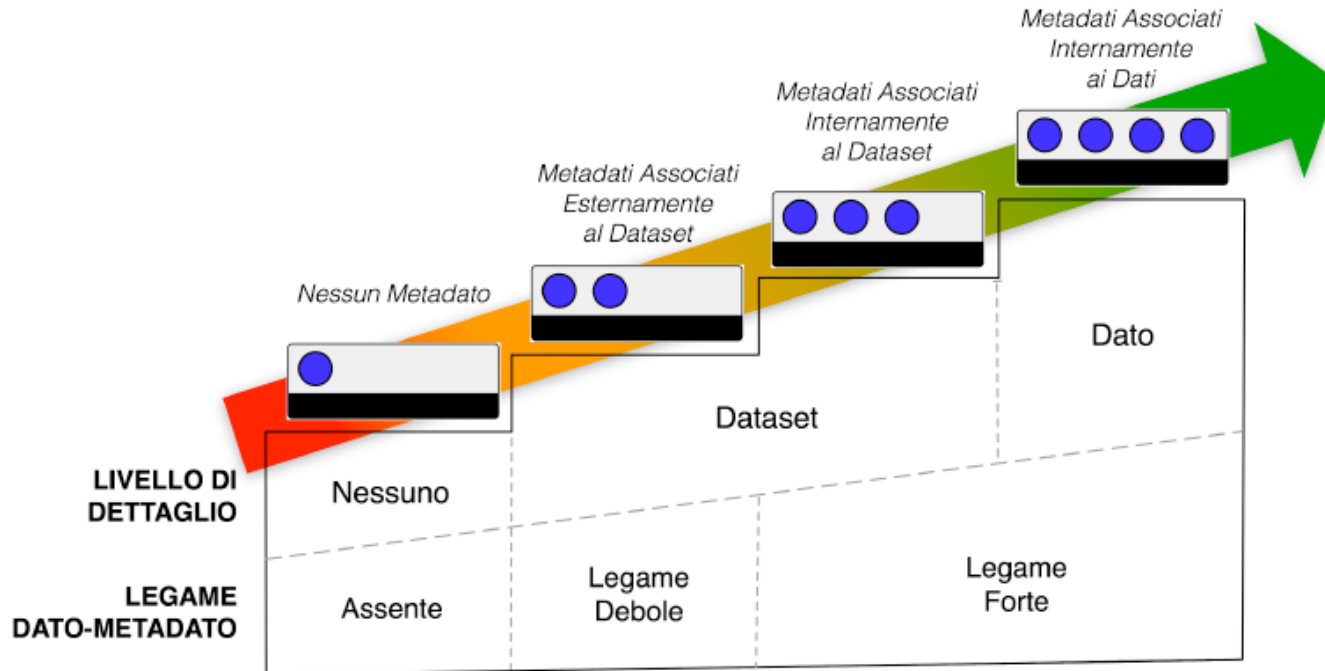 Metadati Associati
Internamente
ai Dati
Metadati Associati
Internamente
al Dataset
Metadati Associati
Esternamente
al Dataset
Nessun Metadato
Dato
Dataset
LIVELLO DI
DETTAGLIO
Nessuno
LEGAME
DATO-METADATO
Assente
Legame
Debole
Legame
Forte